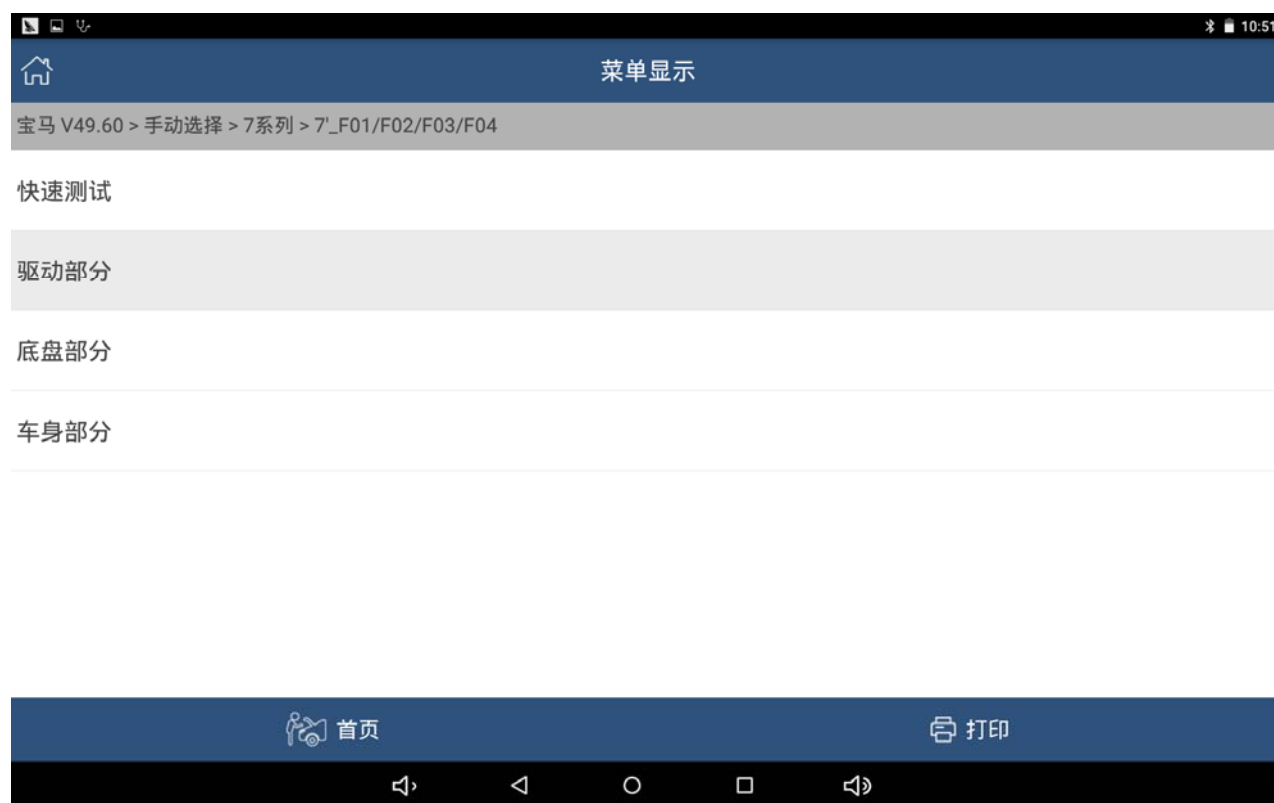 10:51
菜单显示
宝马 V49.60 > 手动选择 > 7系列 > 7'_F01/F02/F03/F04
快速测试
驱动部分
底盘部分
车身部分
首页 打印